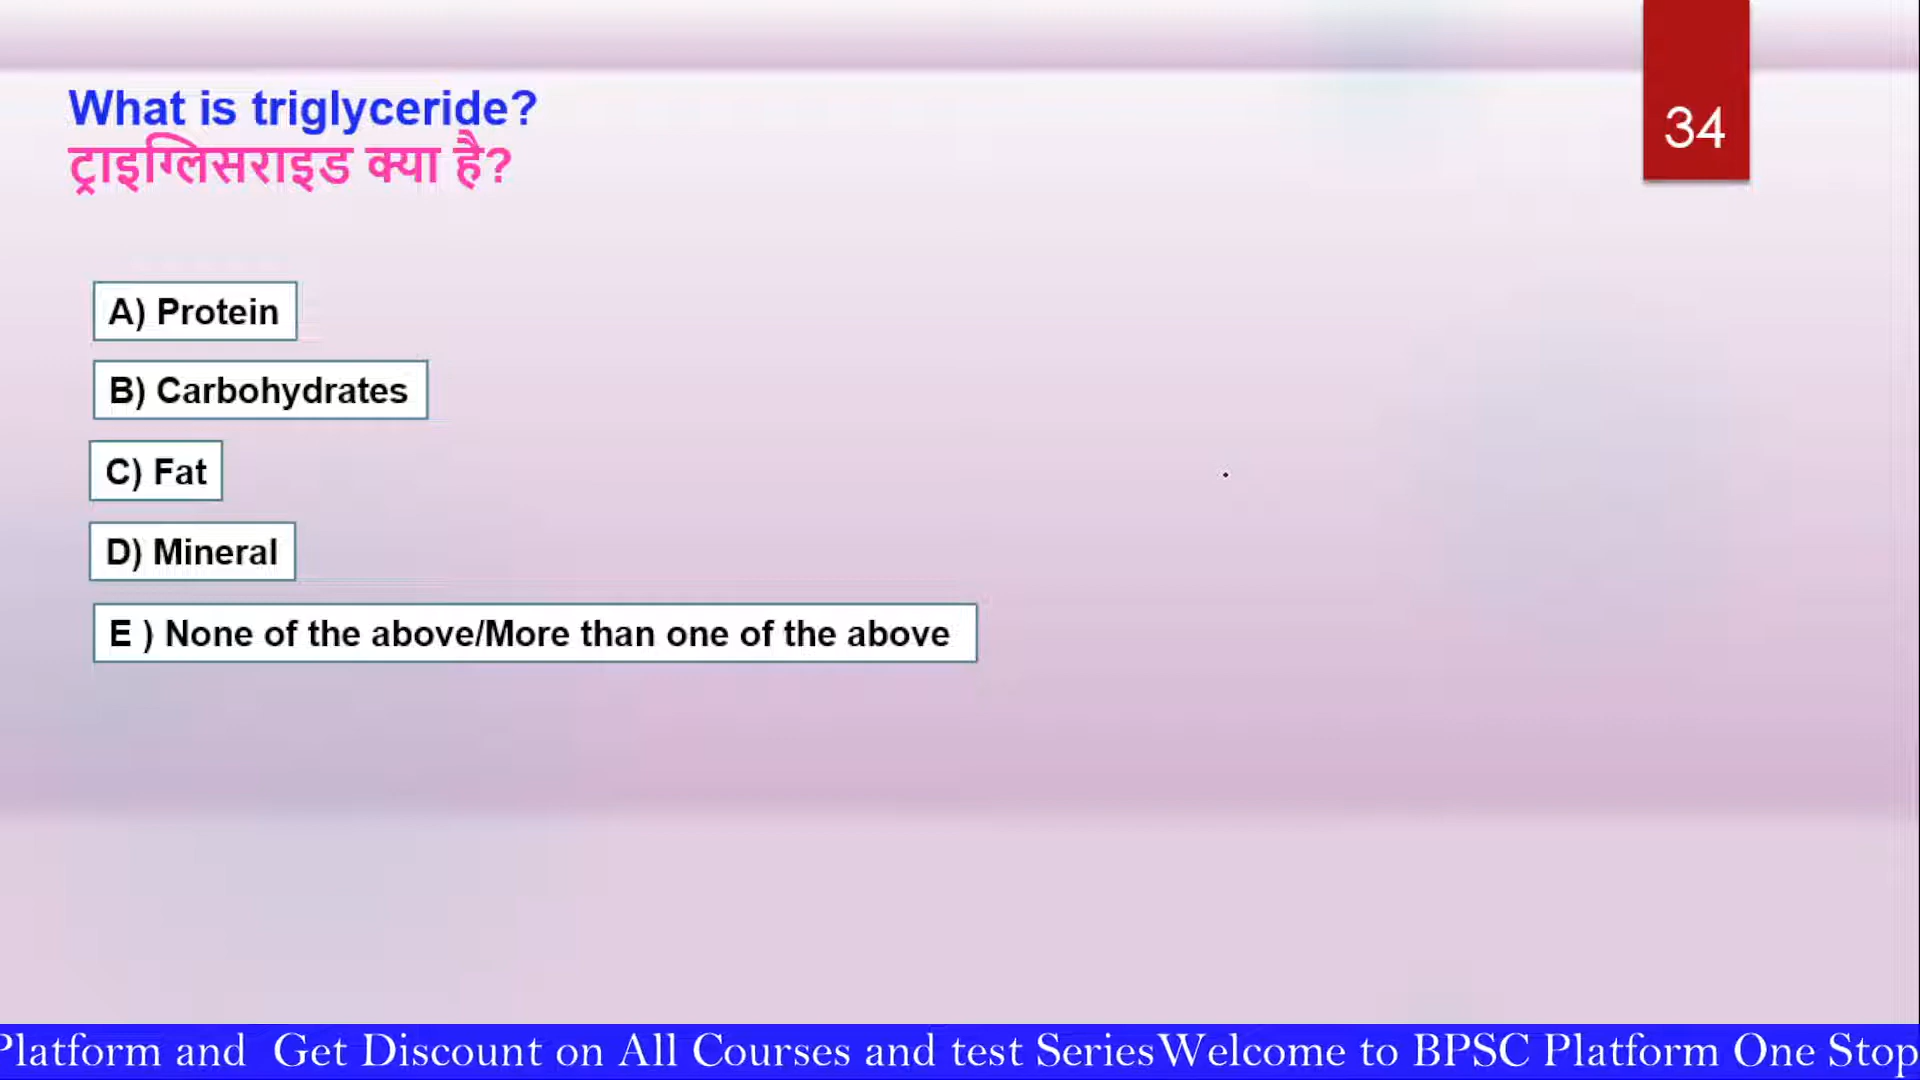 What is triglyceride?
34
ट्राइग्लिसराइड क्या है?
A) Protein
B) Carbohydrates
C) Fat
D) Mineral
E ) None of the above/More than one of the above
Platform and Get Discount on All Courses and test SeriesWelcome to BPSC Platform One Stop